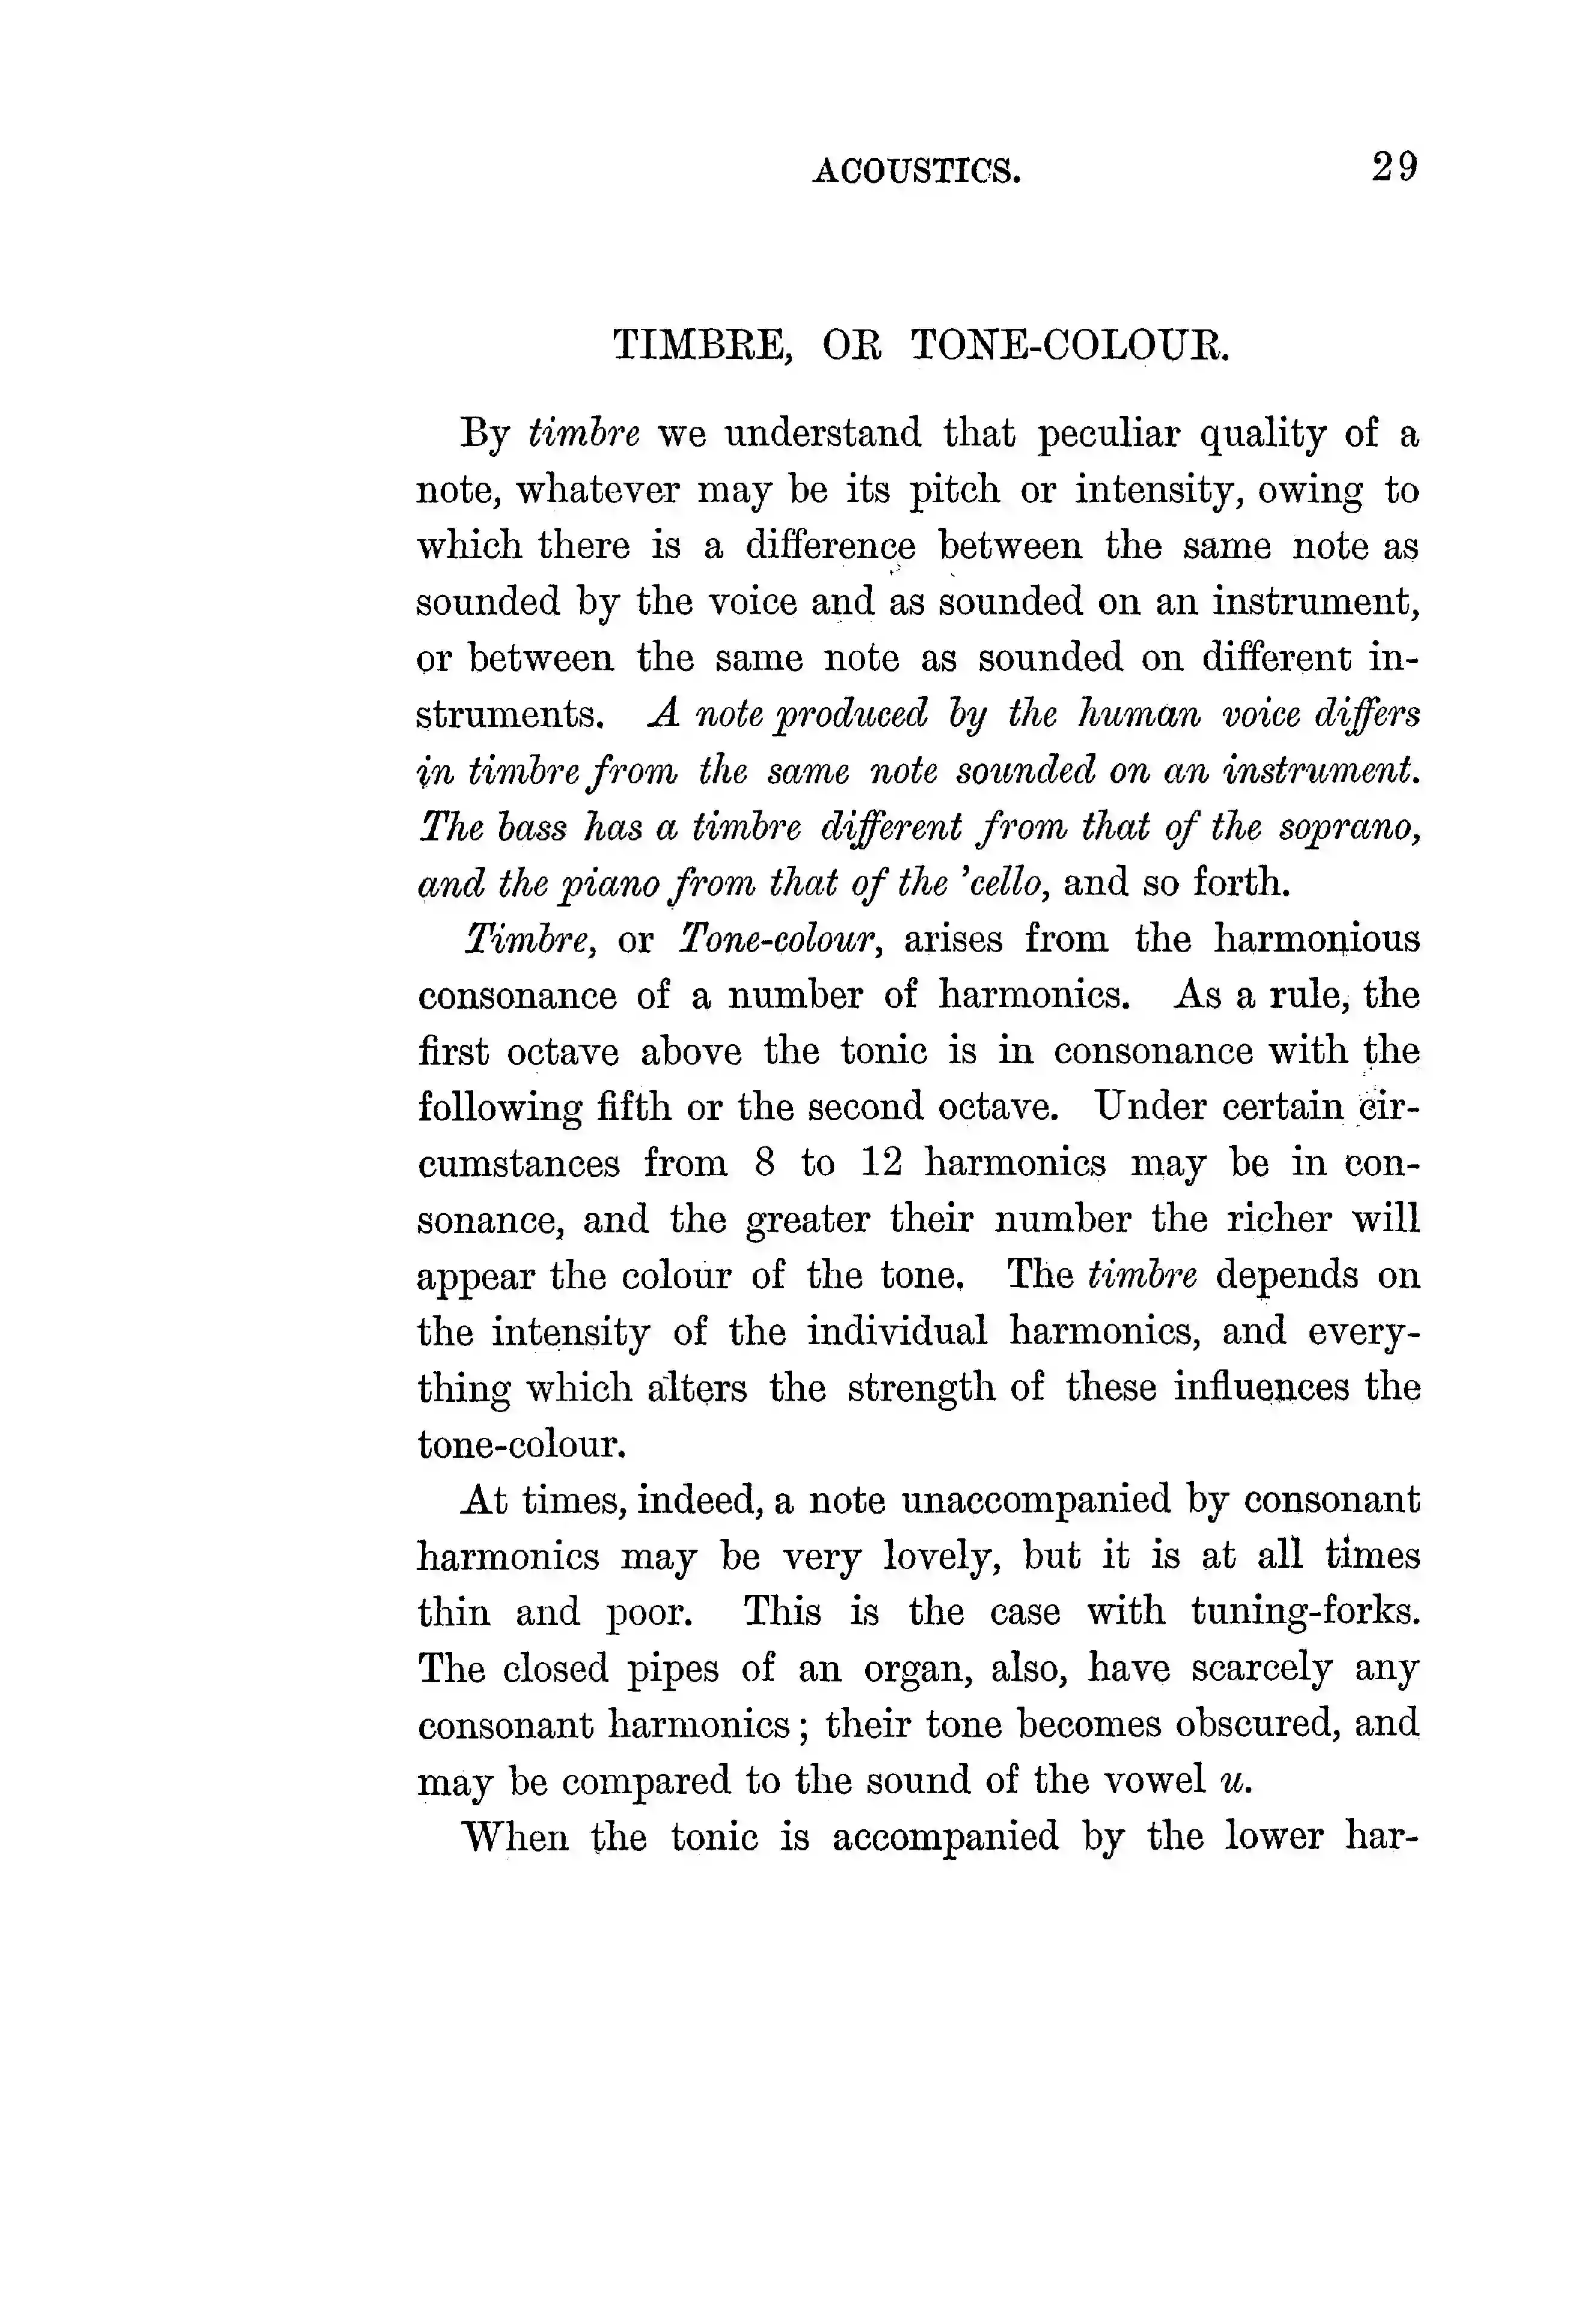 ACOUSTICS. 29
TIMBRE, OR TONE-COLOUR.
By timbre we understand that peculiar quality of a
note, whatever may be its pitch or intensity, owing to
which there is a difference between the same note as
sounded by the voice and as sounded on an instrument,
or between the same note as sounded on different in-
struments. A note produced by the human voice differs
in timbre from the same note sounded on an instrument.
The bass has a timbre different from that of the soprano,
and the piano from that of the 'cello, and so forth.
Timbre, or Tone-colour, arises from the harmonious
consonance of a number of harmonics. As a rule, the
first octave above the tonic is in consonance with the
following fifth or the second octave. Under certain cir-
cumstances from 8 to 12 harmonics may be in con-
sonance, and the greater their number the richer will
appear the colour of the tone. The timbre depends on
the intensity of the individual harmonics, and every-
thing which alters the strength of these influences the
tone-colour.
At times, indeed, a note unaccompanied by consonant
harmonics may be very lovely, but it is at all times
thin and poor. This is the case with tuning-forks.
The closed pipes of an organ, also, have scarcely any
consonant harmonics; their tone becomes obscured, and
may be compared to the sound of the vowel u.
When the tonic is accompanied by the lower har-